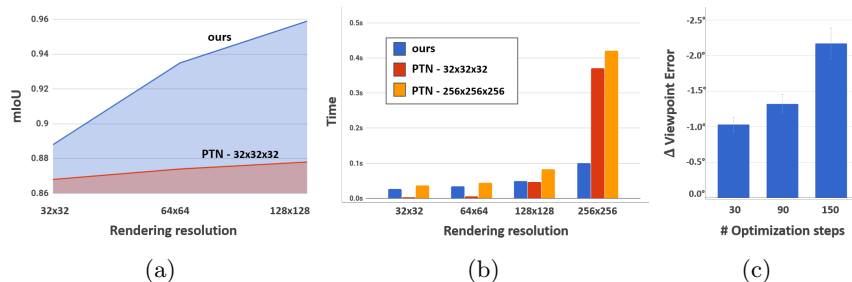 0.96
0.94
0.92
0.9
0.88
0.86
mIoU
ours
PTN - 32x32x32
32x32 64x64 128x128
Rendering resolution
(a)
0.5s
0.4s
0.3s
0.2s
0.1s
0.0s
Time
ours
PTN - 32x32x32
PTN - 256x256x256
32x32 64x64 128x128 256x256
Rendering resolution
(b)
-2.5°
-2.0°
-1.5°
-1.0°
-0.5°
0.0°
Δ Viewpoint Error
30 90 150
# Optimization steps
(c)